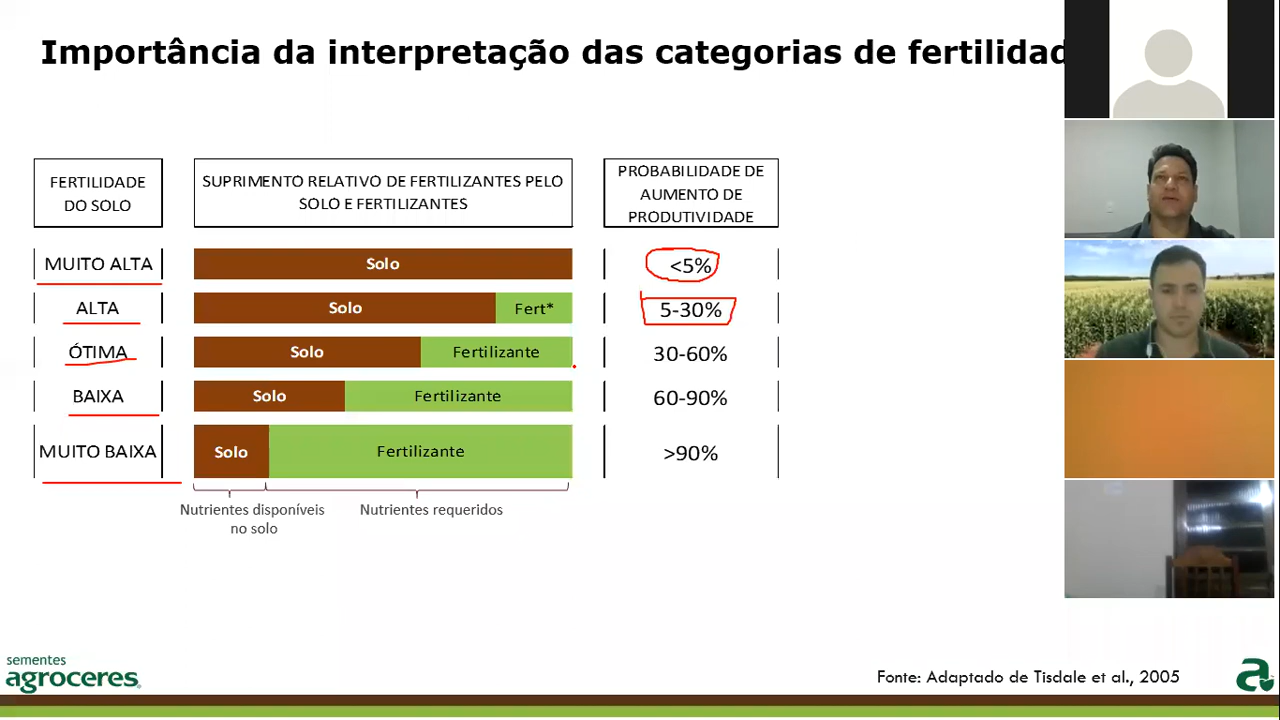 Importância da interpretação das categorias de fertilidad
FERTILIDADE
DO SOLO
SUPRIMENTO RELATIVO DE FERTILIZANTES PELO
SOLO E FERTILIZANTES
PROBABILIDADE DE
AUMENTO DE
PRODUTIVIDADE
MUITO ALTA
Solo
<5%
ALTA
Solo
Fert*
5-30%
ÓTIMA
Solo
Fertilizante
30-60%
BAIXA
Solo
Fertilizante
60-90%
MUITO BAIXA
Solo
Fertilizante
>90%
Nutrientes disponíveis
no solo
Nutrientes requeridos
sementes
agroceres
Fonte: Adaptado de Tisdale et al., 2005